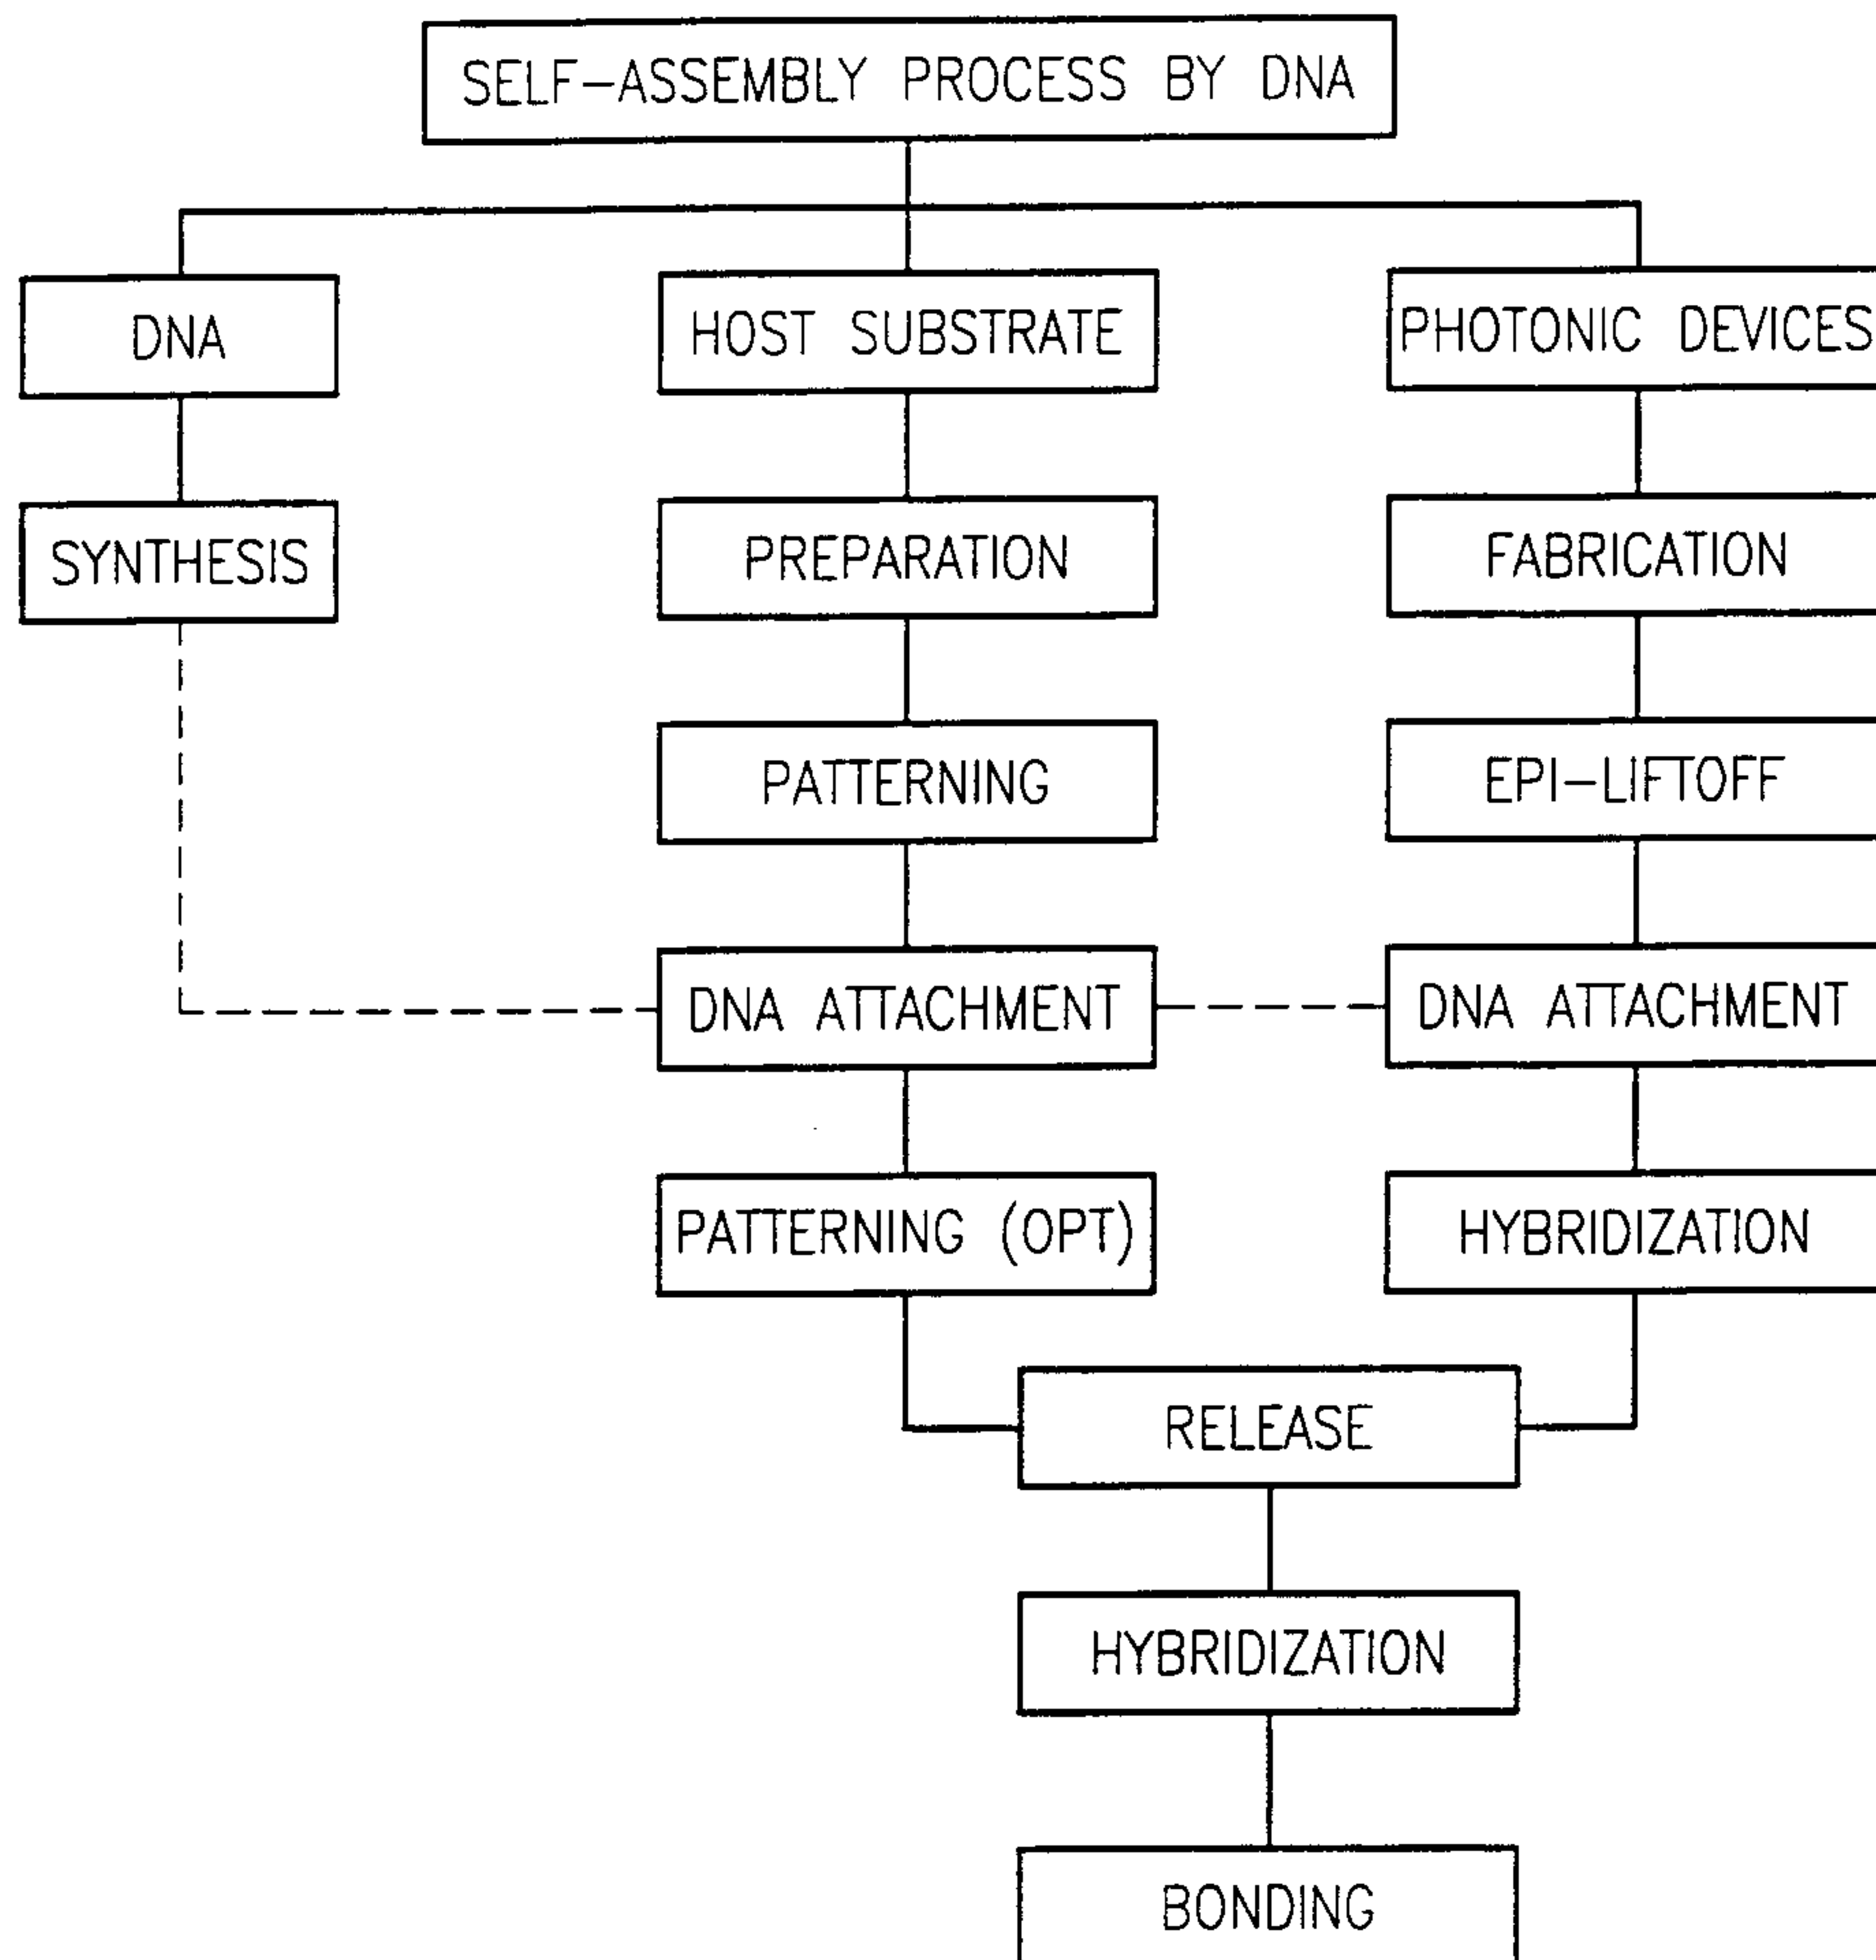 SELF-ASSEMBLY PROCESS BY DNA
DNA
HOST SUBSTRATE
PHOTONIC DEVICES
SYNTHESIS
PREPARATION
FABRICATION
PATTERNING
EPI-LIFTOFF
DNA ATTACHMENT
DNA ATTACHMENT
PATTERNING (OPT)
HYBRIDIZATION
RELEASE
HYBRIDIZATION
BONDING